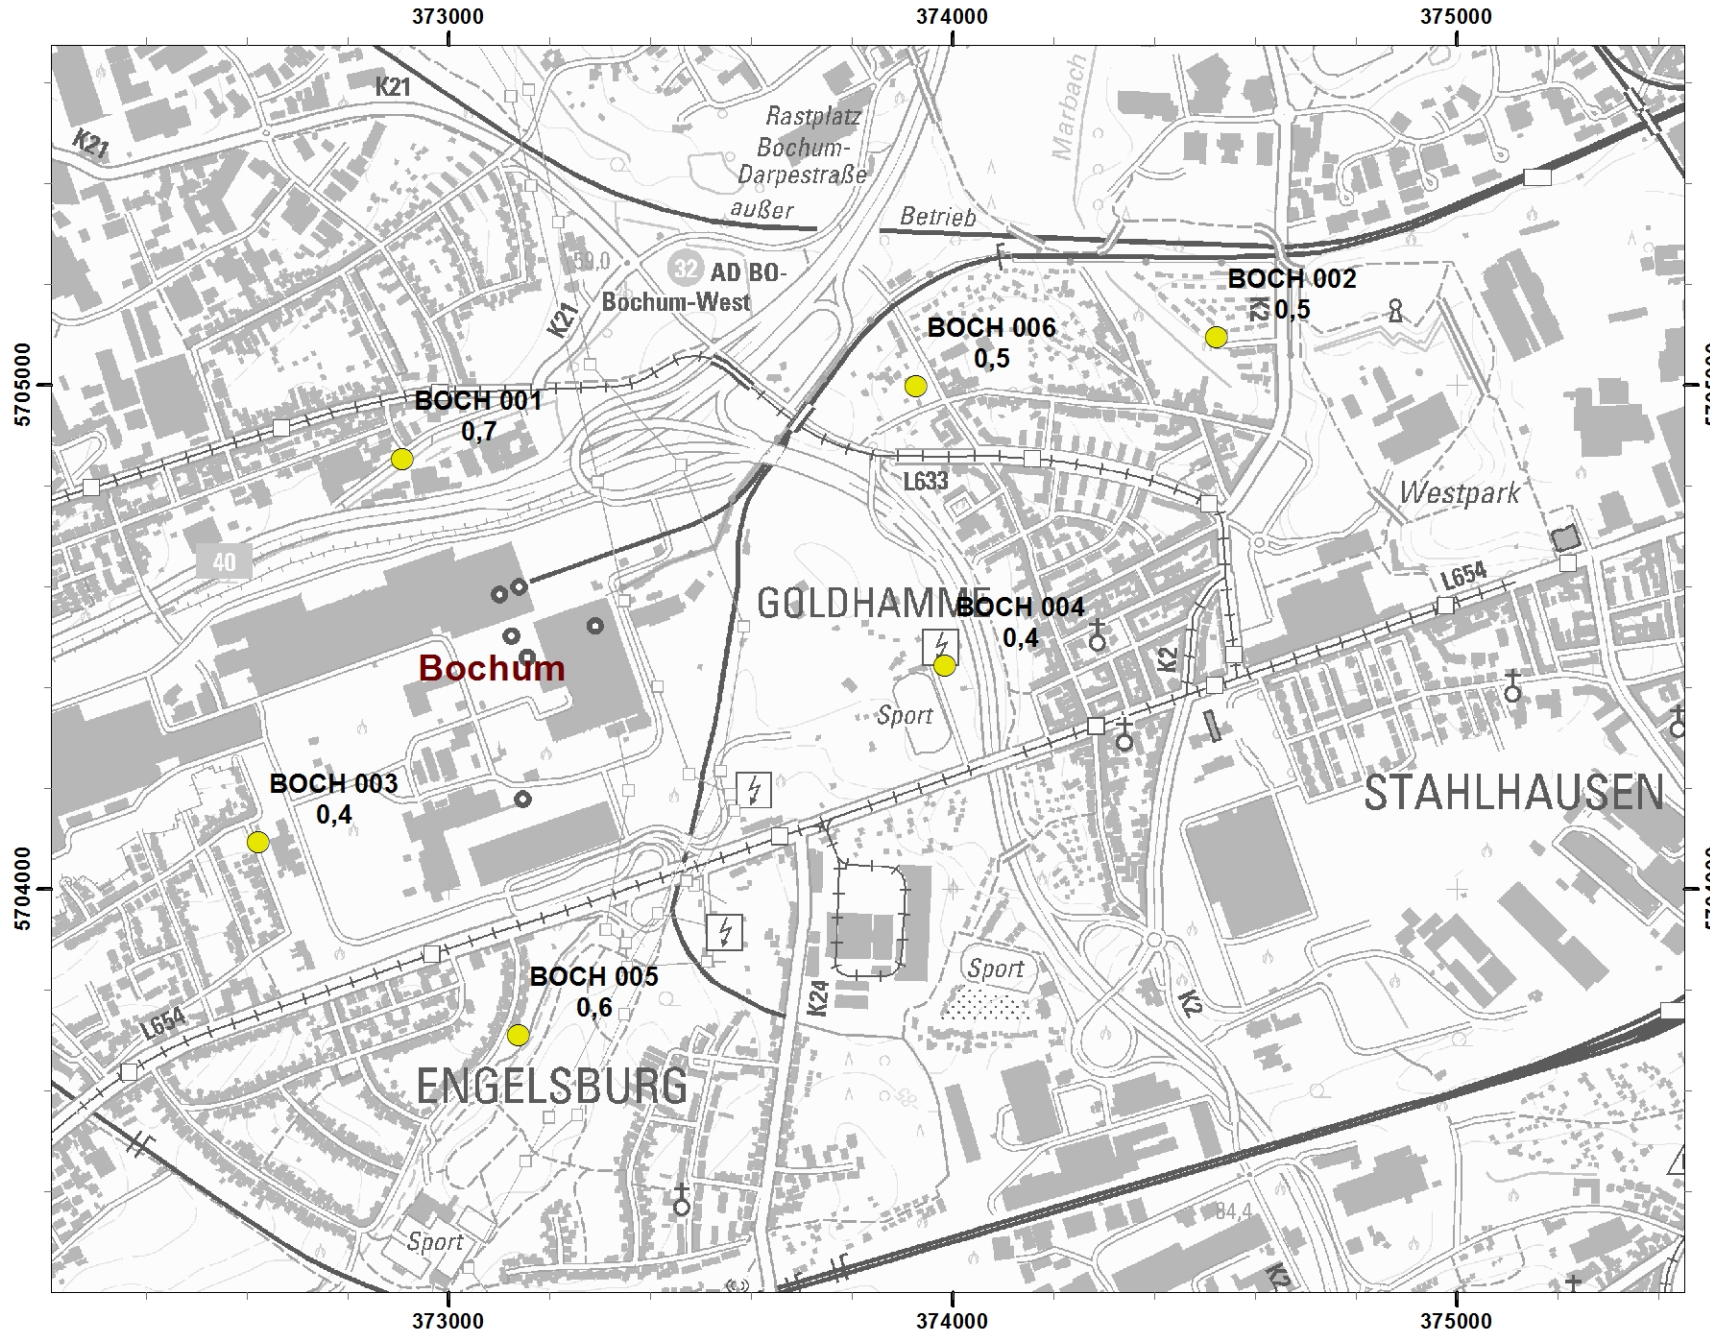 373000
374000
375000
K21
K21
Rastplatz
Bochum-
Darpestraße
außer
Betrieb
Marbach
59,0
32
AD BO-
Bochum-West
K21
BOCH 002
0,5
K2
BOCH 006
0,5
5705000
5705000
BOCH 001
0,7
L633
Westpark
40
L654
GOLDHAMME
BOCH 004
0,4
K2
Bochum
Sport
BOCH 003
0,4
STAHLHAUSEN
5704000
5704000
BOCH 005
0,6
K24
Sport
K2
L654
ENGELSBURG
84,4
Sport
K2
373000
374000
375000